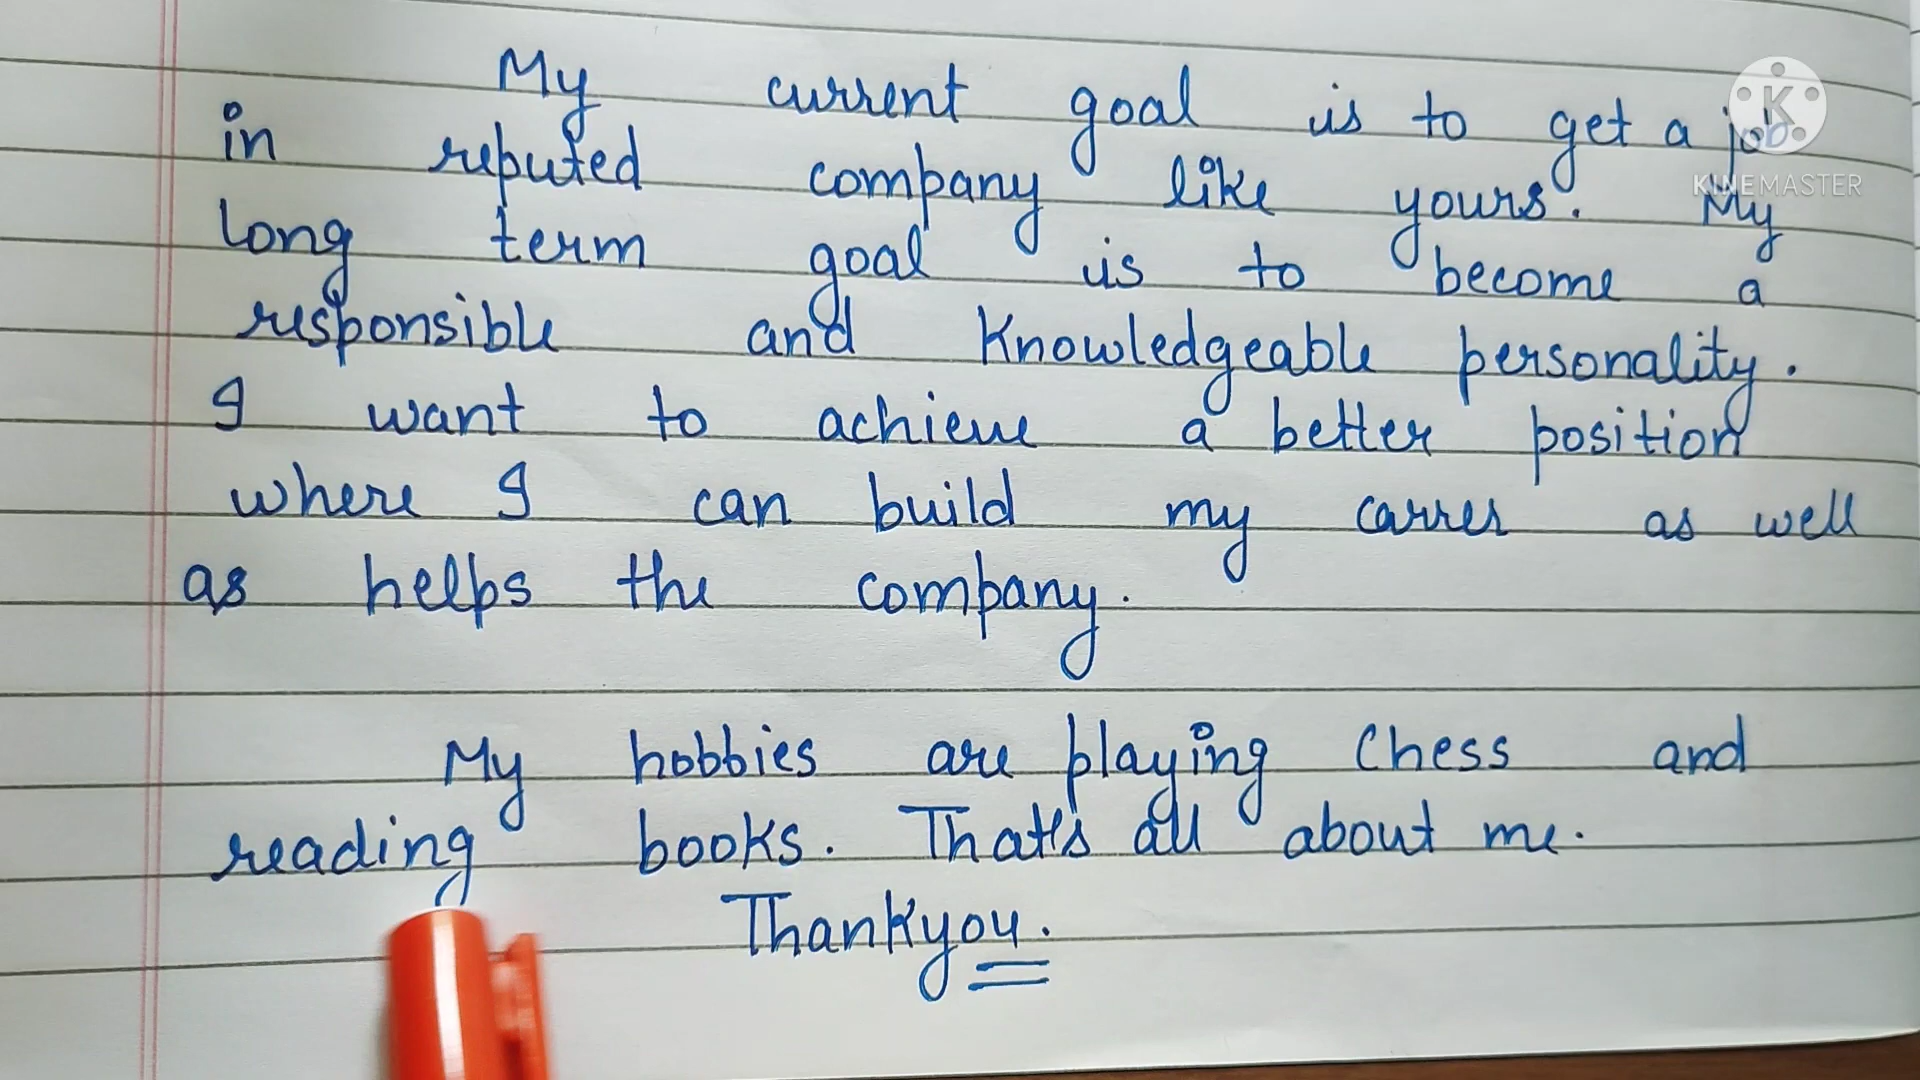 My current goal is to get a job
in reputed company like yours. My
long term goal is to become a
responsible and Knowledgeable personality.
I want to achieve a better position
where I can build my carrer as well
as helps the company.
My hobbies are playing Chess and
reading books. That's all about me.
Thankyou.
KINEMASTER